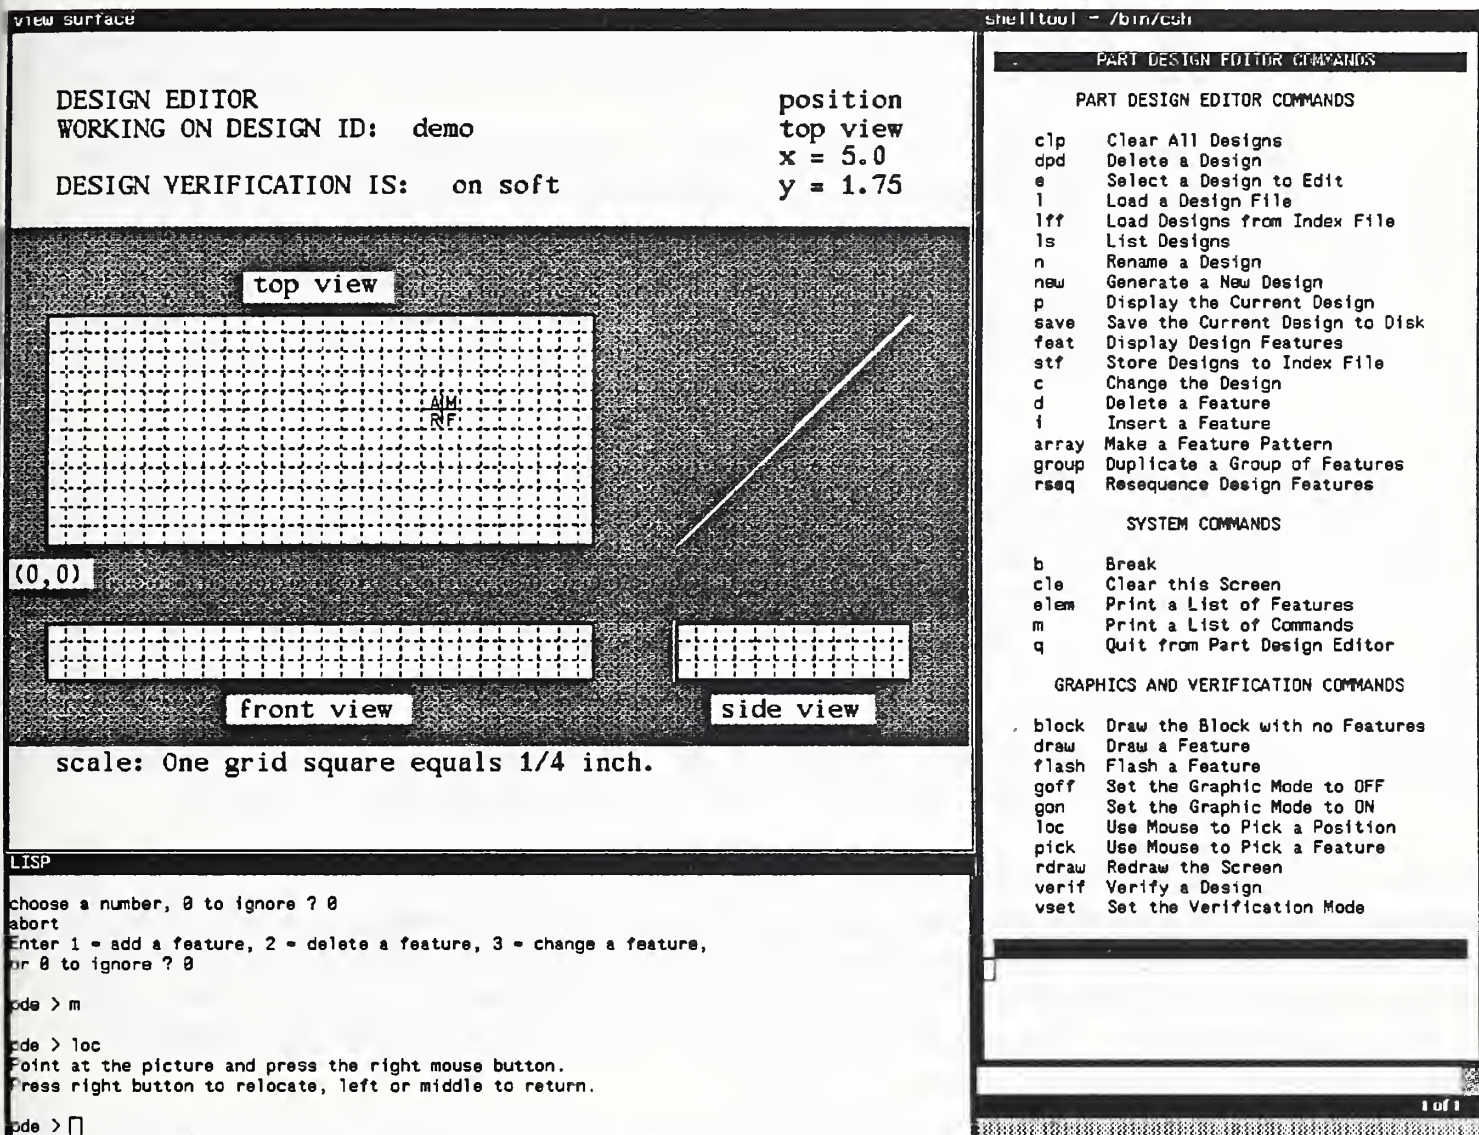 view surface
DESIGN EDITOR
WORKING ON DESIGN ID: demo
DESIGN VERIFICATION IS: on soft
position
top view
x = 5.0
y = 1.75
top view
AM
RF
(0,0)
front view
side view
scale: One grid square equals 1/4 inch.
LISP
choose a number, 0 to ignore ? 0
abort
Enter 1 = add a feature, 2 = delete a feature, 3 = change a feature,
or 0 to ignore ? 0
pde > m
pde > loc
Point at the picture and press the right mouse button.
Press right button to relocate, left or middle to return.
pde >
shelltool - /bin/csh
PART DESIGN EDITOR COMMANDS
PART DESIGN EDITOR COMMANDS
clp Clear All Designs
dpd Delete a Design
e Select a Design to Edit
l Load a Design File
lff Load Designs from Index File
ls List Designs
n Rename a Design
new Generate a New Design
p Display the Current Design
save Save the Current Design to Disk
feat Display Design Features
stf Store Designs to Index File
c Change the Design
d Delete a Feature
i Insert a Feature
array Make a Feature Pattern
group Duplicate a Group of Features
rseq Resequence Design Features
SYSTEM COMMANDS
b Break
cle Clear this Screen
elem Print a List of Features
m Print a List of Commands
q Quit from Part Design Editor
GRAPHICS AND VERIFICATION COMMANDS
block Draw the Block with no Features
draw Draw a Feature
flash Flash a Feature
goff Set the Graphic Mode to OFF
gon Set the Graphic Mode to ON
loc Use Mouse to Pick a Position
pick Use Mouse to Pick a Feature
rdraw Redraw the Screen
verif Verify a Design
vset Set the Verification Mode
1 of 1